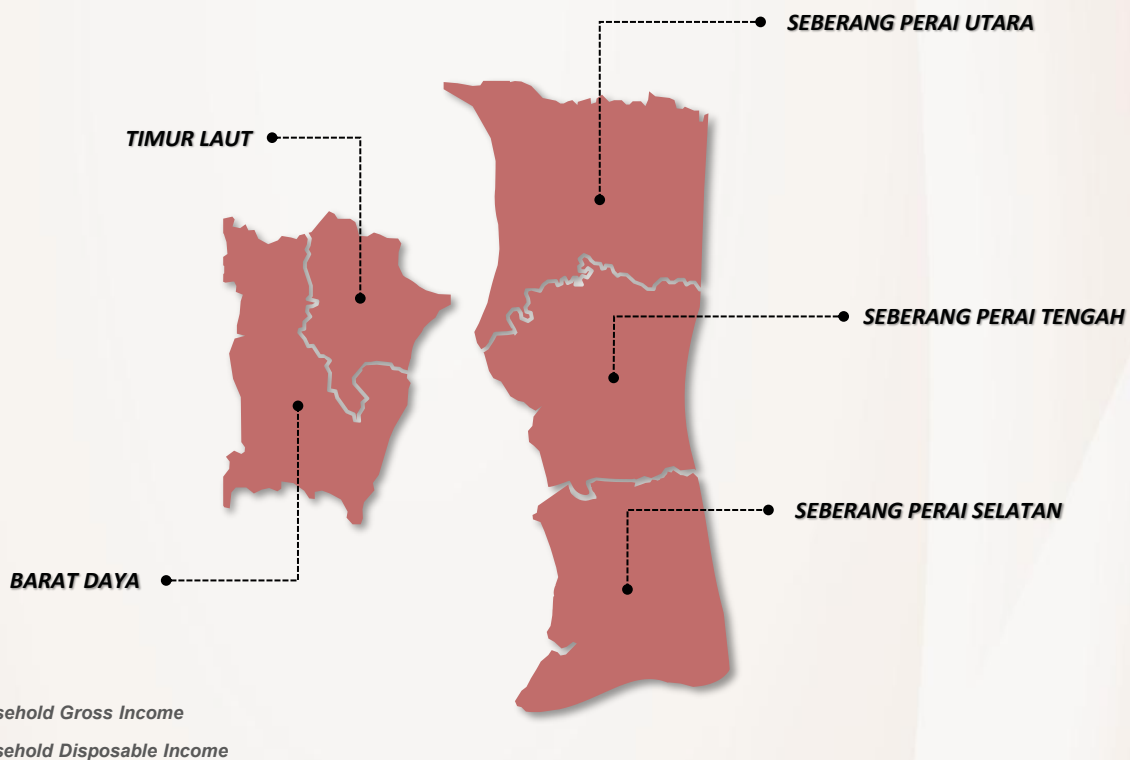 SEBERANG PERAI UTARA
TIMUR LAUT
SEBERANG PERAI TENGAH
SEBERANG PERAI SELATAN
BARAT DAYA
sehold Gross Income
sehold Disposable Income